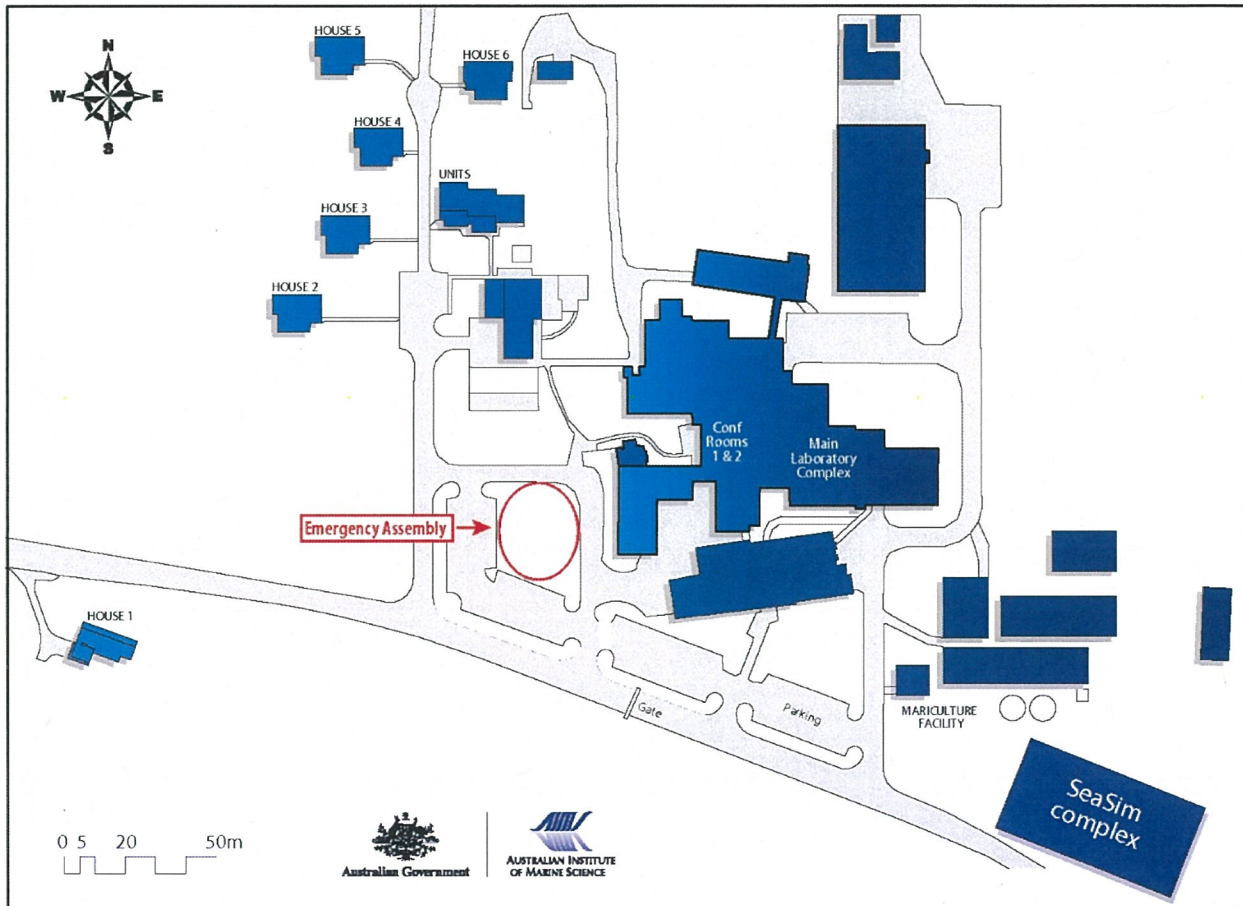 HOUSE 5
HOUSE 6
N
W
E
S
HOUSE 4
UNITS
HOUSE 3
HOUSE 2
Conf
Rooms
1 & 2
Main
Laboratory
Complex
Emergency Assembly
HOUSE 1
Gate
Parking
MARICULTURE
FACILITY
SeaSim
complex
0 5 20 50m
Australian Government
AIMS
AUSTRALIAN INSTITUTE
OF MARINE SCIENCE